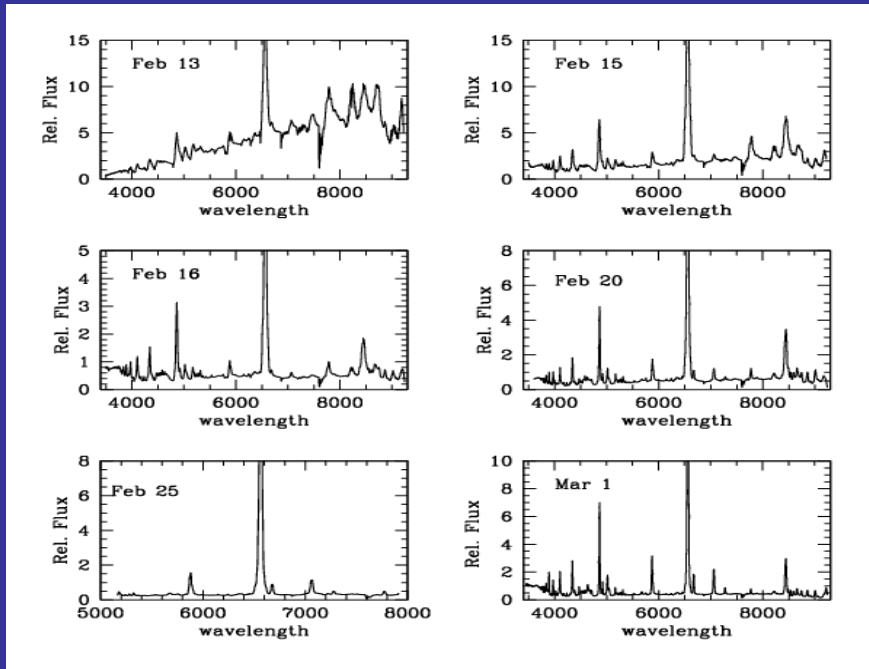 15
10
5
0
Rel. Flux
Feb 13
4000 6000 8000
wavelength
15
10
5
0
Rel. Flux
Feb 15
4000 6000 8000
wavelength
5
4
3
2
1
0
Rel. Flux
Feb 16
4000 6000 8000
wavelength
8
6
4
2
0
Rel. Flux
Feb 20
4000 6000 8000
wavelength
8
6
4
2
0
Rel. Flux
Feb 25
5000 6000 7000 8000
wavelength
10
8
6
4
2
0
Rel. Flux
Mar 1
4000 6000 8000
wavelength